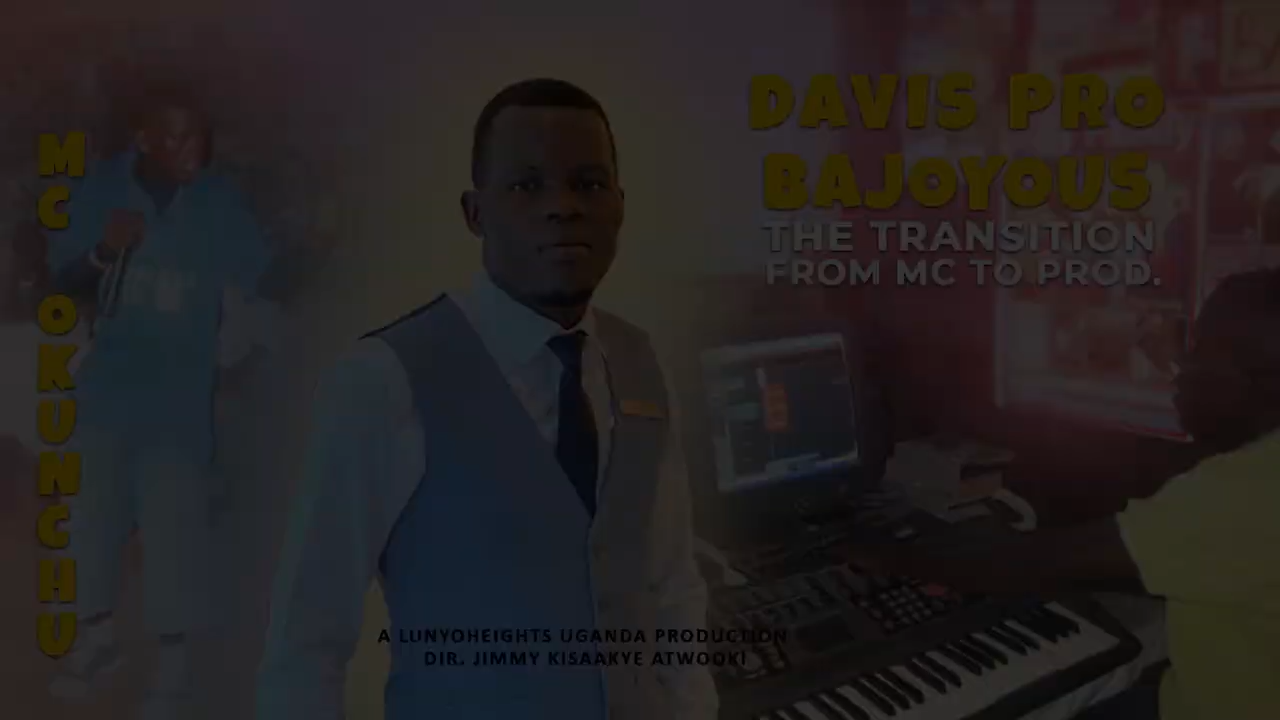 MC OKUNCHU
DAVIS PRO
BAJOYOUS
THE TRANSITION
FROM MC TO PROD.
A LUNYOHEIGHTS UGANDA PRODUCTION
DIR. JIMMY KISAAKYE ATWOOKI